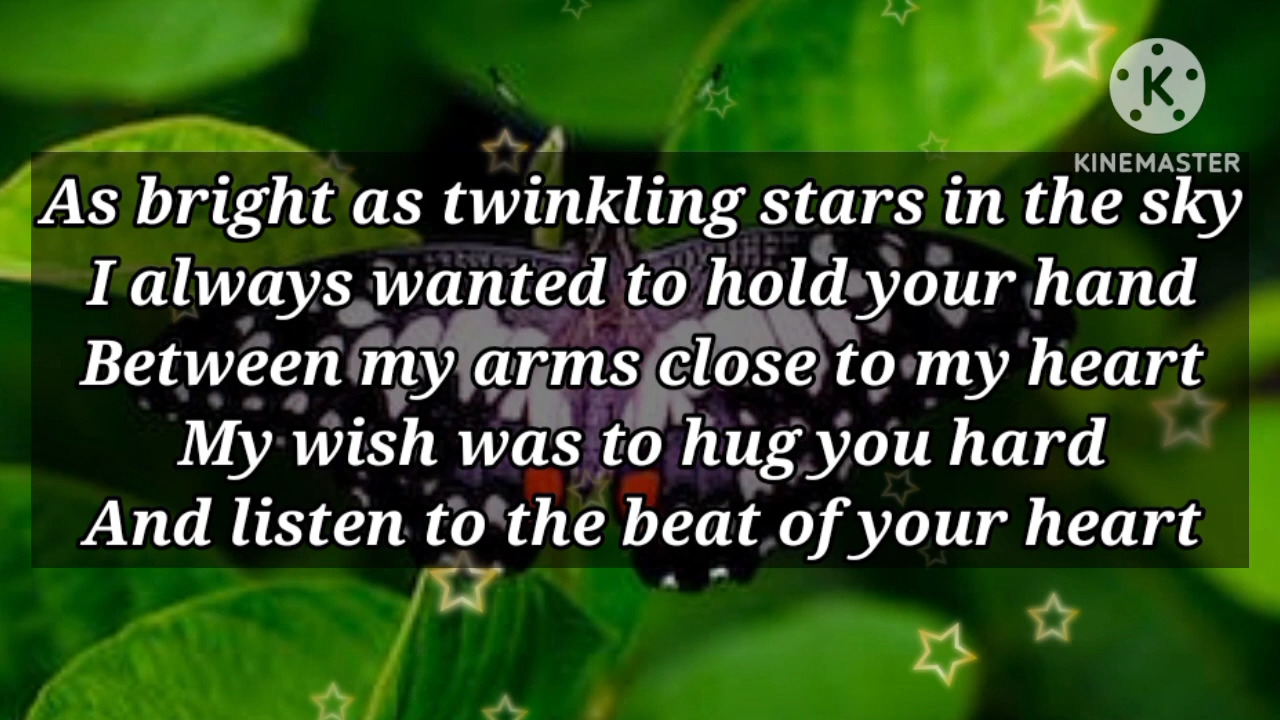 K
KINEMASTER
As bright as twinkling stars in the sky
I always wanted to hold your hand
Between my arms close to my heart
My wish was to hug you hard
And listen to the beat of your heart